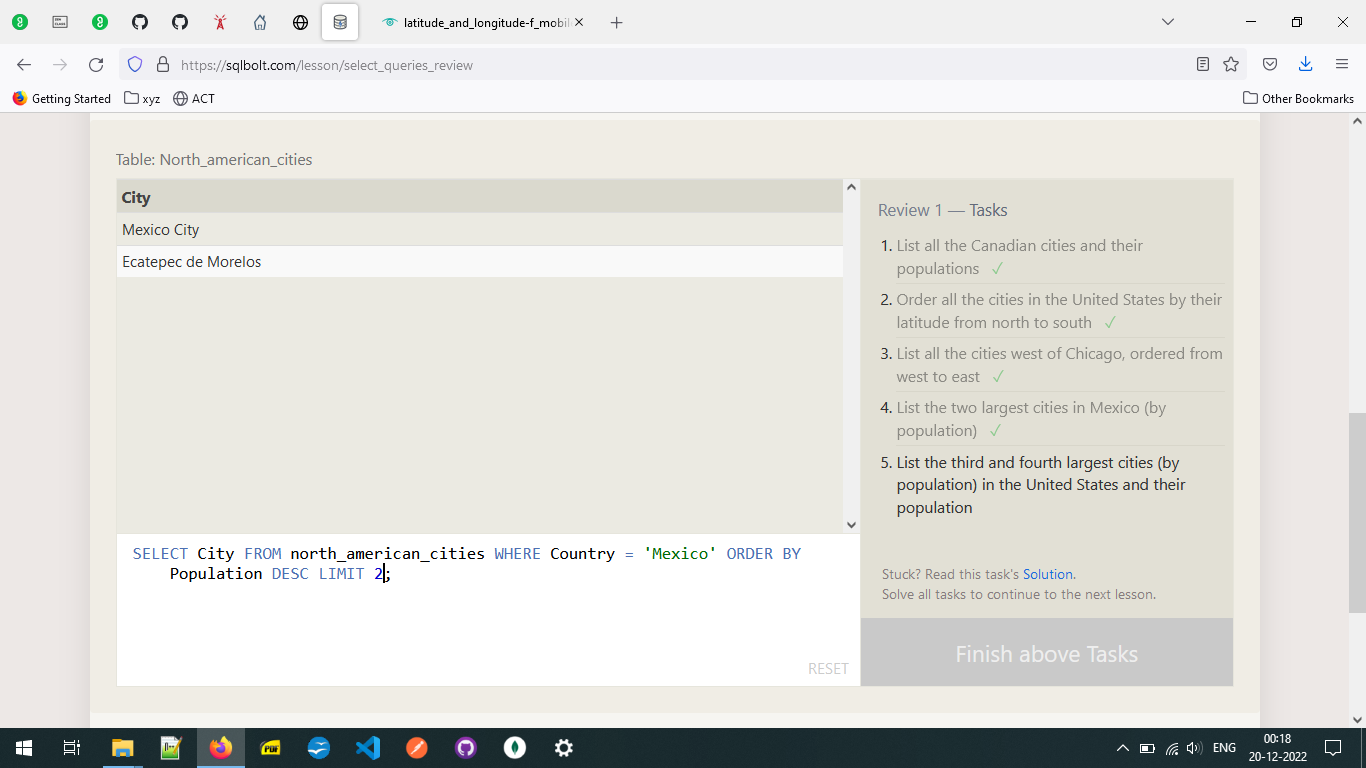 latitude_and_longitude-f_mobil
https://sqlbolt.com/lesson/select_queries_review
Getting Started xyz ACT Other Bookmarks
Table: North_american_cities
City
Mexico City
Ecatepec de Morelos
SELECT City FROM north_american_cities WHERE Country = 'Mexico' ORDER BY
Population DESC LIMIT 2;
RESET
Review 1 — Tasks
1. List all the Canadian cities and their
populations ✓
2. Order all the cities in the United States by their
latitude from north to south ✓
3. List all the cities west of Chicago, ordered from
west to east ✓
4. List the two largest cities in Mexico (by
population) ✓
5. List the third and fourth largest cities (by
population) in the United States and their
population
Stuck? Read this task's Solution.
Solve all tasks to continue to the next lesson.
Finish above Tasks
PDF
ENG
00:18
20-12-2022